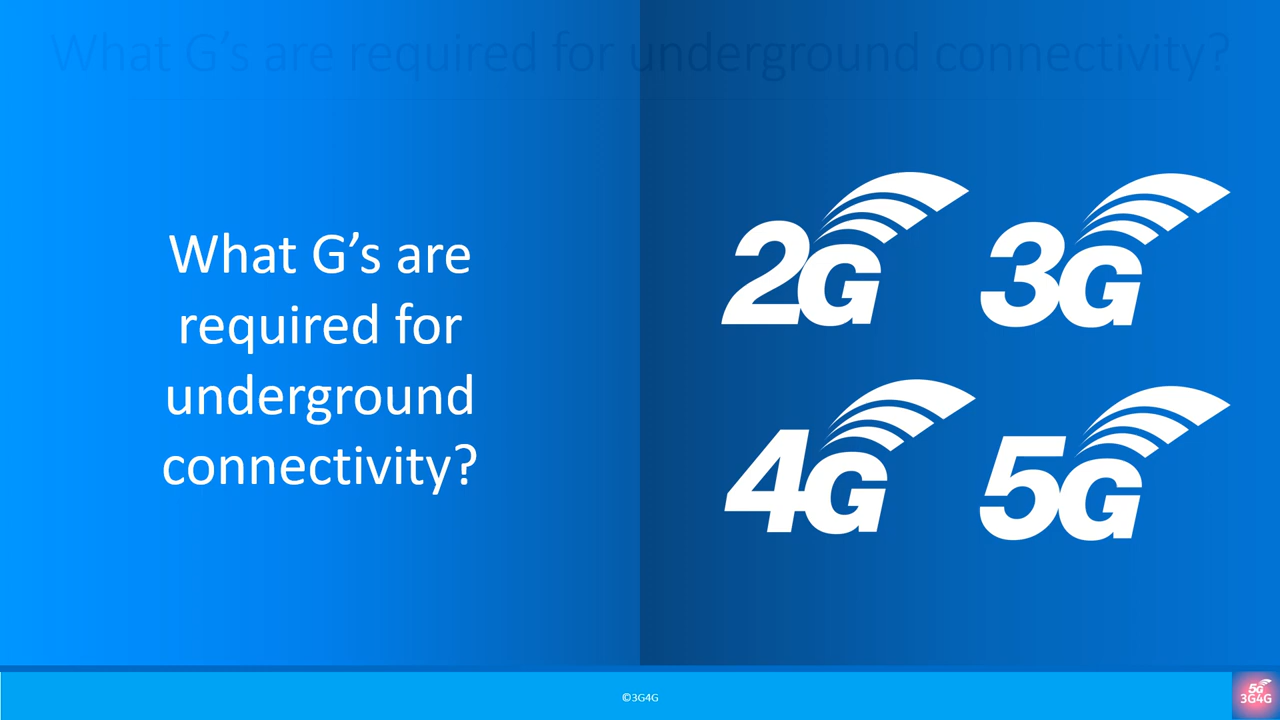 What G's are required for underground connectivity?
What G’s are
required for
underground
connectivity?
2G 3G
4G 5G
©3G4G
5G
3G4G